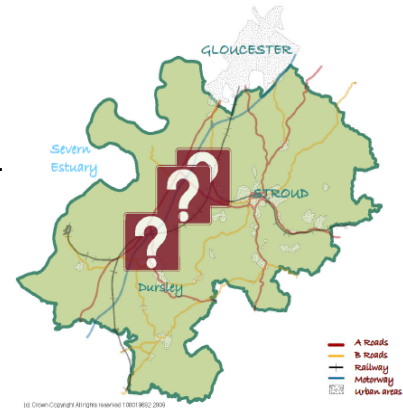 GLOUCESTER
Severn
Estuary
?
?
?
STROUD
Dursley
A Roads
B Roads
Railway
Motorway
Urban areas
(c) Crown Copyright All rights reserved 100019682 2009